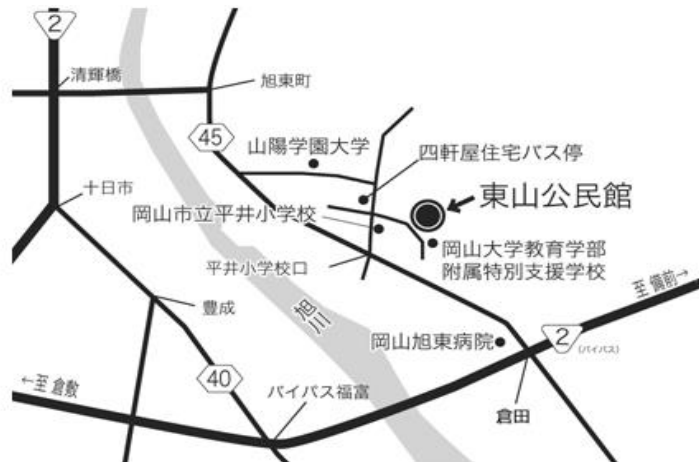 2
清輝橋
旭東町
45
山陽学園大学
四軒屋住宅バス停
十日市
東山公民館
岡山市立平井小学校
岡山大学教育学部
附属特別支援学校
平井小学校口
至 備前→
豊成
旭川
岡山旭東病院
2
(バイパス)
←至 倉敷
40
バイパス福富
倉田